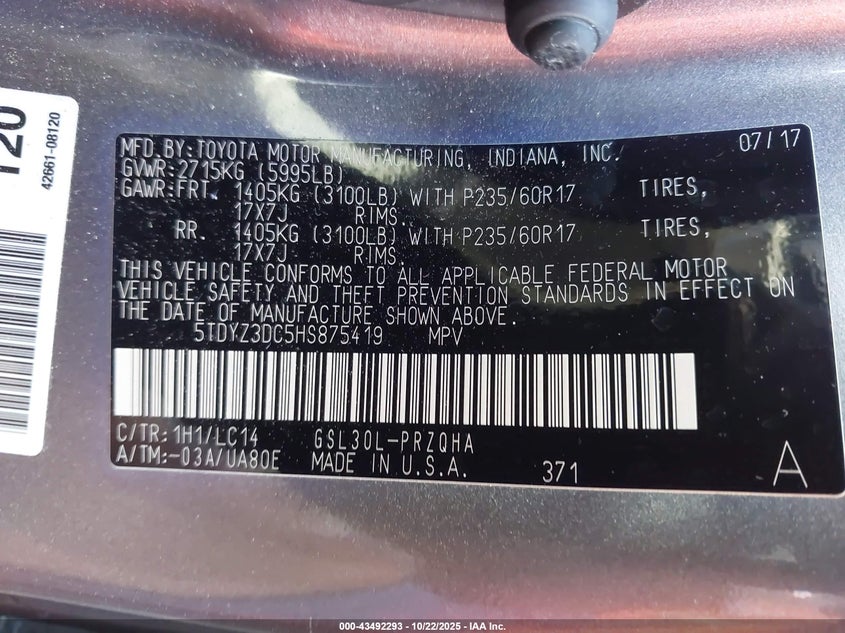 120
42661-08120
MFD.BY:TOYOTA MOTOR MANUFACTURING, INDIANA, INC. 07/17
GVWR:2715KG (5995LB)
GAWR:FRT. 1405KG (3100LB) WITH P235/60R17 TIRES,
17X7J RIMS.
RR. 1405KG (3100LB) WITH P235/60R17 TIRES,
17X7J RIMS.
THIS VEHICLE CONFORMS TO ALL APPLICABLE FEDERAL MOTOR
VEHICLE SAFETY AND THEFT PREVENTION STANDARDS IN EFFECT ON
THE DATE OF MANUFACTURE SHOWN ABOVE.
5TDYZ3DC5HS875419 MPV
C/TR:1H1/LC14 GSL30L-PRZQHA
A/TM:-03A/UA80E MADE IN U.S.A. 371 A
000-43492293 - 10/22/2025 - IAA Inc.